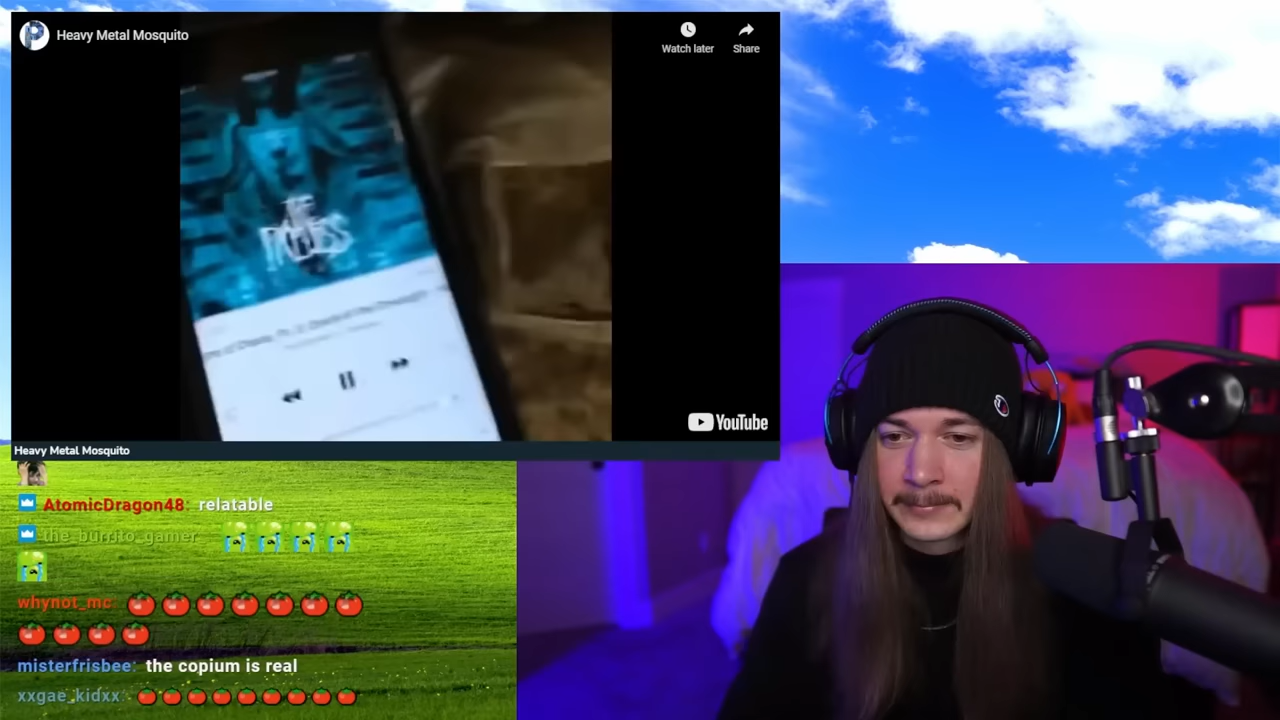 Heavy Metal Mosquito
Watch later
Share
YouTube
Heavy Metal Mosquito
AtomicDragon48: relatable
the_burrito_gamer
whynot_mc:
misterfrisbee: the copium is real
xxgae_kidxx: